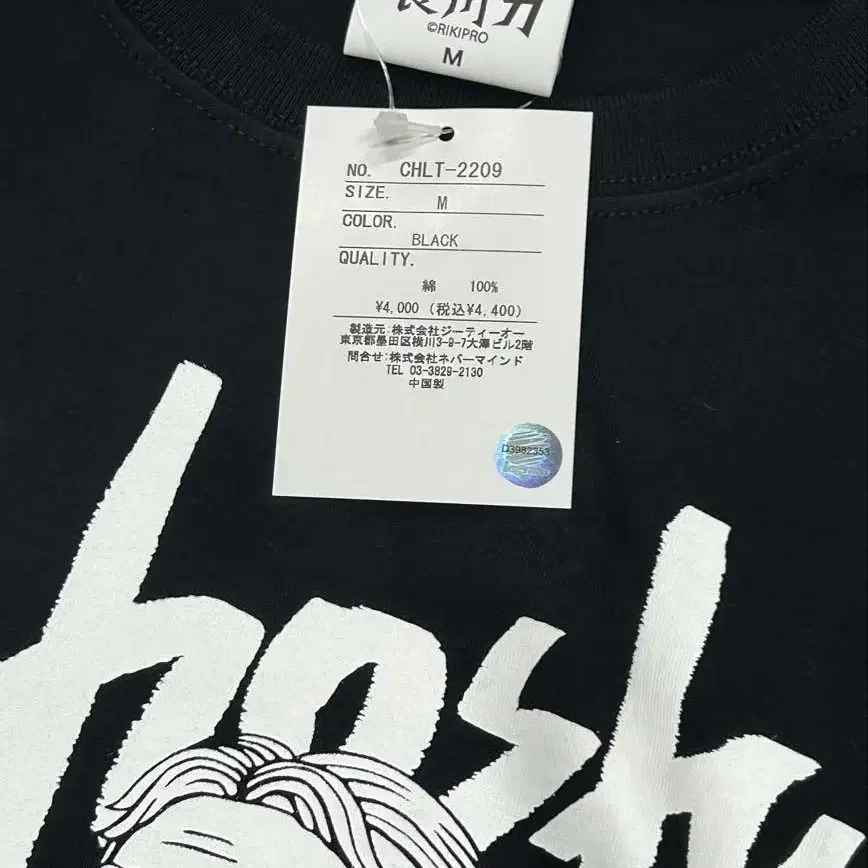 長州力
©RIKIPRO
M
NO. CHLT-2209
SIZE. M
COLOR. BLACK
QUALITY.
綿 100%
¥4,000 (税込¥4,400)
製造元:株式会社ジーティーオー
東京都墨田区横川3-9-7大澤ビル2階
問合せ:株式会社ネバーマインド
TEL 03-3829-2130
中国製
D3982353